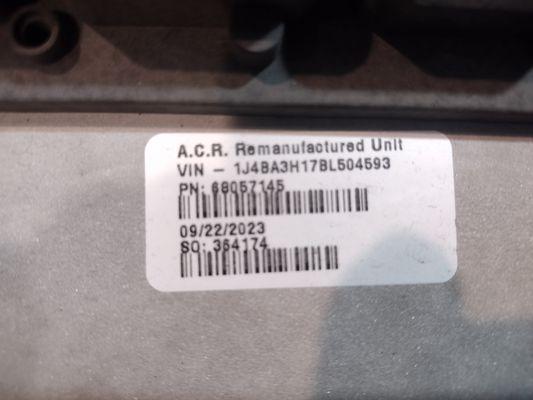 A.C.R. Remanufactured Unit
VIN - 1J4BA3H17BL504593
PN: 68057145
09/22/2023
SO: 364174